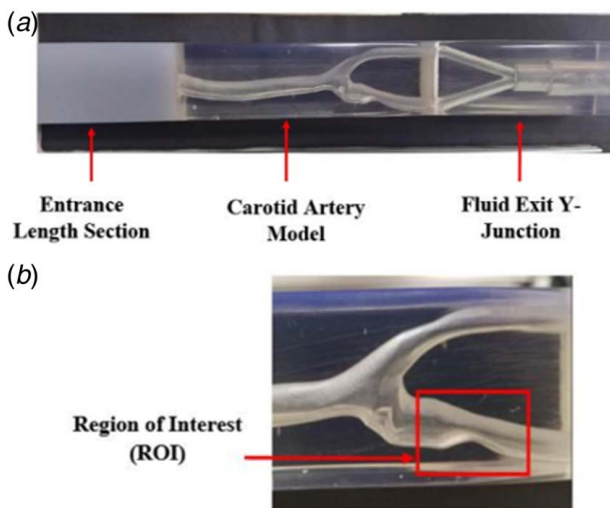 (a)
Entrance
Length Section
Carotid Artery
Model
Fluid Exit Y-
Junction
(b)
Region of Interest
(ROI)